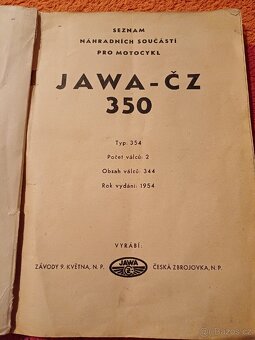 SEZNAM
NÁHRADNÍCH SOUČÁSTÍ
PRO MOTOCYKL
JAWA-ČZ
350
Typ: 354
Počet válců: 2
Obsah válců: 344
Rok vydání: 1954
VYRÁBÍ:
JAWA
ZÁVODY 9. KVĚTNA, N. P.
ČESKÁ ZBROJOVKA, N. P.